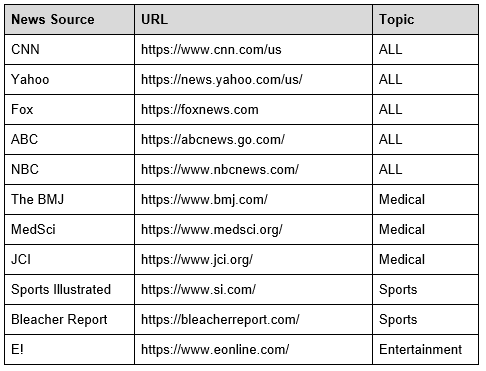 News Source URL Topic
CNN https://www.cnn.com/us ALL
Yahoo https://news.yahoo.com/us/ ALL
Fox https://foxnews.com ALL
ABC https://abcnews.go.com/ ALL
NBC https://www.nbcnews.com/ ALL
The BMJ https://www.bmj.com/ Medical
MedSci https://www.medsci.org/ Medical
JCI https://www.jci.org/ Medical
Sports Illustrated https://www.si.com/ Sports
Bleacher Report https://bleacherreport.com/ Sports
E! https://www.eonline.com/ Entertainment